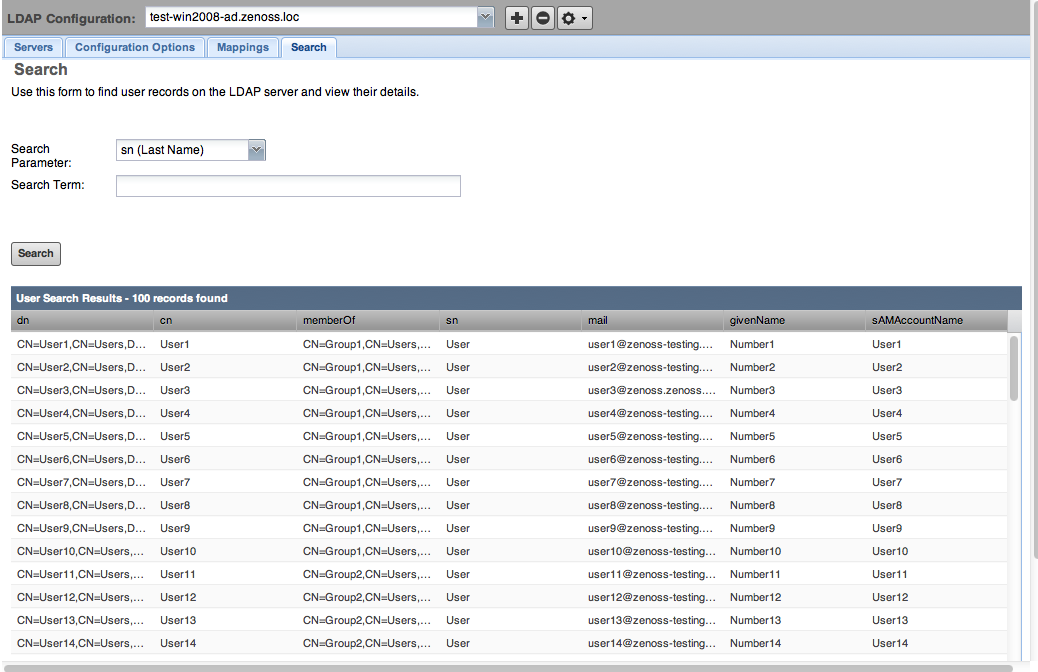 LDAP Configuration: test-win2008-ad.zenoss.loc
Servers Configuration Options Mappings Search
Search
Use this form to find user records on the LDAP server and view their details.
Search Parameter: sn (Last Name)
Search Term:
Search
User Search Results - 100 records found
dn cn memberOf sn mail givenName sAMAccountName
CN=User1,CN=Users,D... User1 CN=Group1,CN=Users,... User user1@zenoss-testing.... Number1 User1
CN=User2,CN=Users,D... User2 CN=Group1,CN=Users,... User user2@zenoss-testing.... Number2 User2
CN=User3,CN=Users,D... User3 CN=Group1,CN=Users,... User user3@zenoss.zenoss.... Number3 User3
CN=User4,CN=Users,D... User4 CN=Group1,CN=Users,... User user4@zenoss-testing.... Number4 User4
CN=User5,CN=Users,D... User5 CN=Group1,CN=Users,... User user5@zenoss-testing.... Number5 User5
CN=User6,CN=Users,D... User6 CN=Group1,CN=Users,... User user6@zenoss-testing.... Number6 User6
CN=User7,CN=Users,D... User7 CN=Group1,CN=Users,... User user7@zenoss-testing.... Number7 User7
CN=User8,CN=Users,D... User8 CN=Group1,CN=Users,... User user8@zenoss-testing.... Number8 User8
CN=User9,CN=Users,D... User9 CN=Group1,CN=Users,... User user9@zenoss-testing.... Number9 User9
CN=User10,CN=Users,... User10 CN=Group1,CN=Users,... User user10@zenoss-testing... Number10 User10
CN=User11,CN=Users,... User11 CN=Group2,CN=Users,... User user11@zenoss-testing... Number11 User11
CN=User12,CN=Users,... User12 CN=Group2,CN=Users,... User user12@zenoss-testing... Number12 User12
CN=User13,CN=Users,... User13 CN=Group2,CN=Users,... User user13@zenoss-testing... Number13 User13
CN=User14,CN=Users,... User14 CN=Group2,CN=Users,... User user14@zenoss-testing... Number14 User14